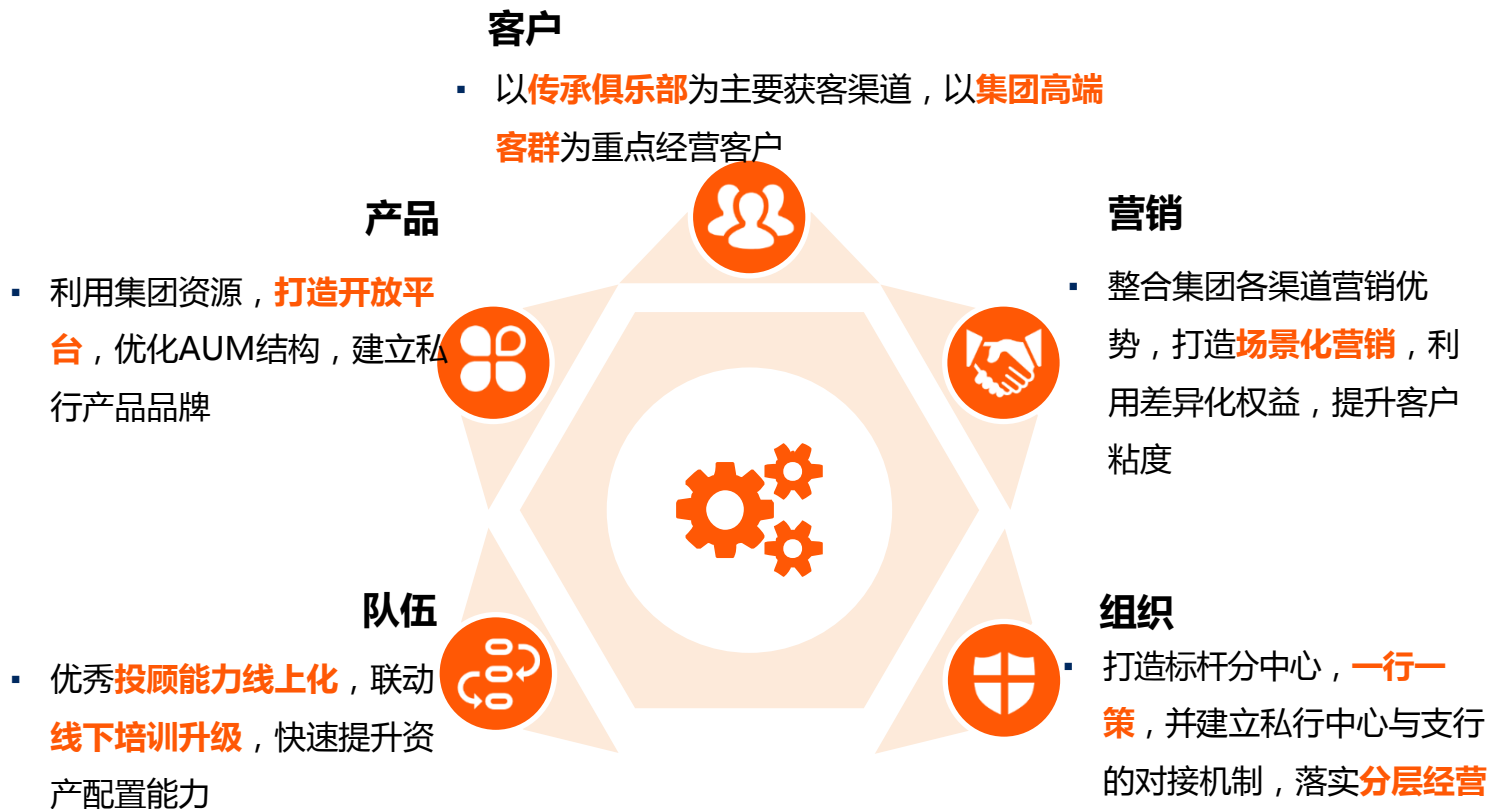 客户
▪ 以传承俱乐部为主要获客渠道，以集团高端
客群为重点经营客户
产品
▪ 利用集团资源，打造开放平
台，优化AUM结构，建立私
行产品品牌
营销
▪ 整合集团各渠道营销优
势，打造场景化营销，利
用差异化权益，提升客户
粘度
队伍
▪ 优秀投顾能力线上化，联动
线下培训升级，快速提升资
产配置能力
组织
▪ 打造标杆分中心，一行一
策，并建立私行中心与支行
的对接机制，落实分层经营